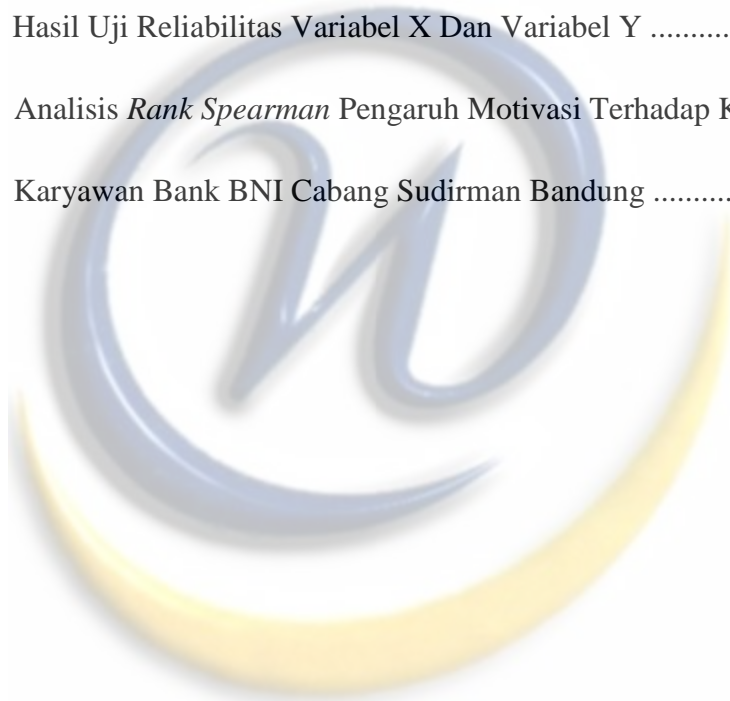 Hasil Uji Reliabilitas Variabel X Dan Variabel Y ..........
Analisis Rank Spearman Pengaruh Motivasi Terhadap
Karyawan Bank BNI Cabang Sudirman Bandung ..........